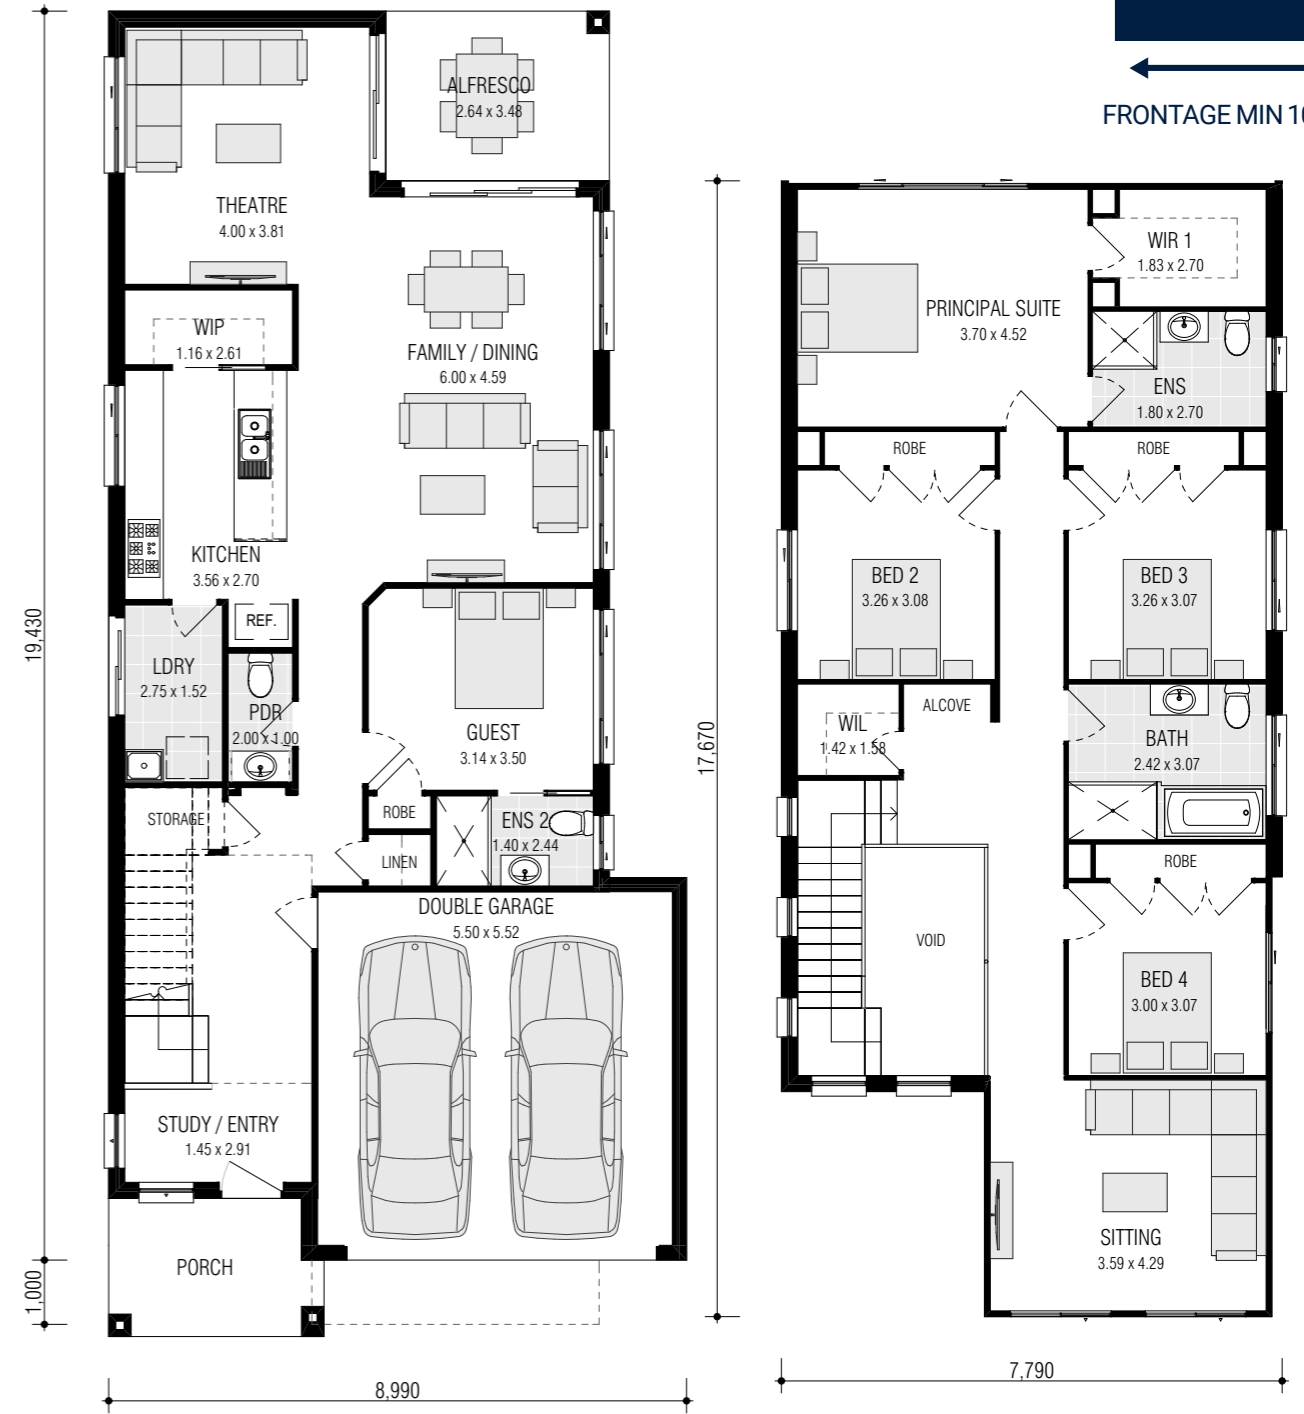 FRONTAGE MIN 10
ALFRESCO
2.64 x 3.48
THEATRE
4.00 x 3.81
WIP
1.16 x 2.61
FAMILY / DINING
6.00 x 4.59
KITCHEN
3.56 x 2.70
REF.
LDRY
2.75 x 1.52
PDR
2.00 x 1.00
GUEST
3.14 x 3.50
ROBE
ENS 2
1.40 x 2.44
STORAGE
LINEN
DOUBLE GARAGE
5.50 x 5.52
STUDY / ENTRY
1.45 x 2.91
PORCH
19,430
1,000
8,990
WIR 1
1.83 x 2.70
PRINCIPAL SUITE
3.70 x 4.52
ENS
1.80 x 2.70
ROBE
ROBE
BED 2
3.26 x 3.08
BED 3
3.26 x 3.07
WIL
1.42 x 1.58
ALCOVE
BATH
2.42 x 3.07
ROBE
VOID
BED 4
3.00 x 3.07
SITTING
3.59 x 4.29
17,670
7,790